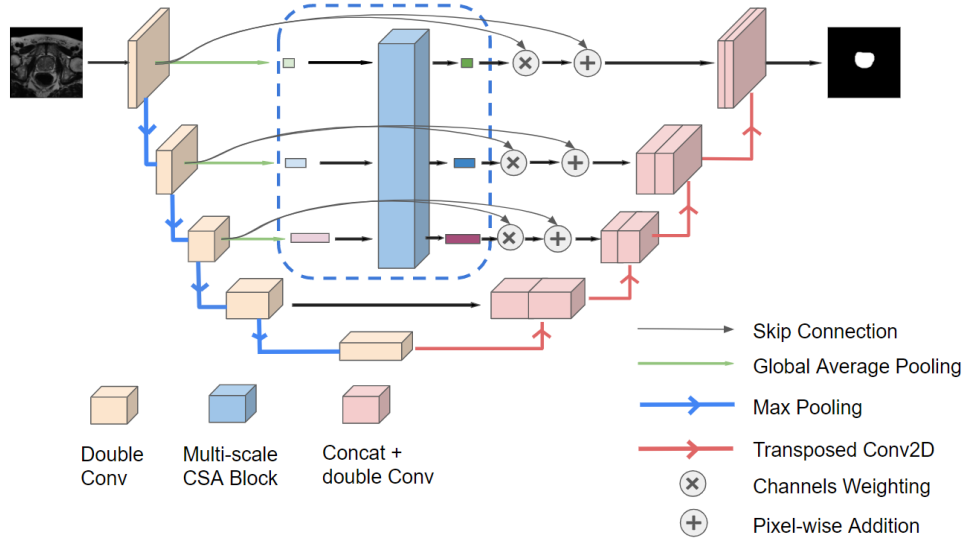 Skip Connection
Global Average Pooling
Max Pooling
Transposed Conv2D
Channels Weighting
Pixel-wise Addition
Double
Conv
Multi-scale
CSA Block
Concat +
double Conv